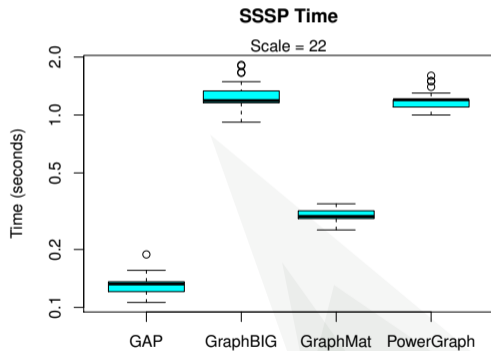 SSSP Time
Scale = 22
2.0
1.0
0.5
0.2
0.1
Time (seconds)
GAP GraphBIG GraphMat PowerGraph